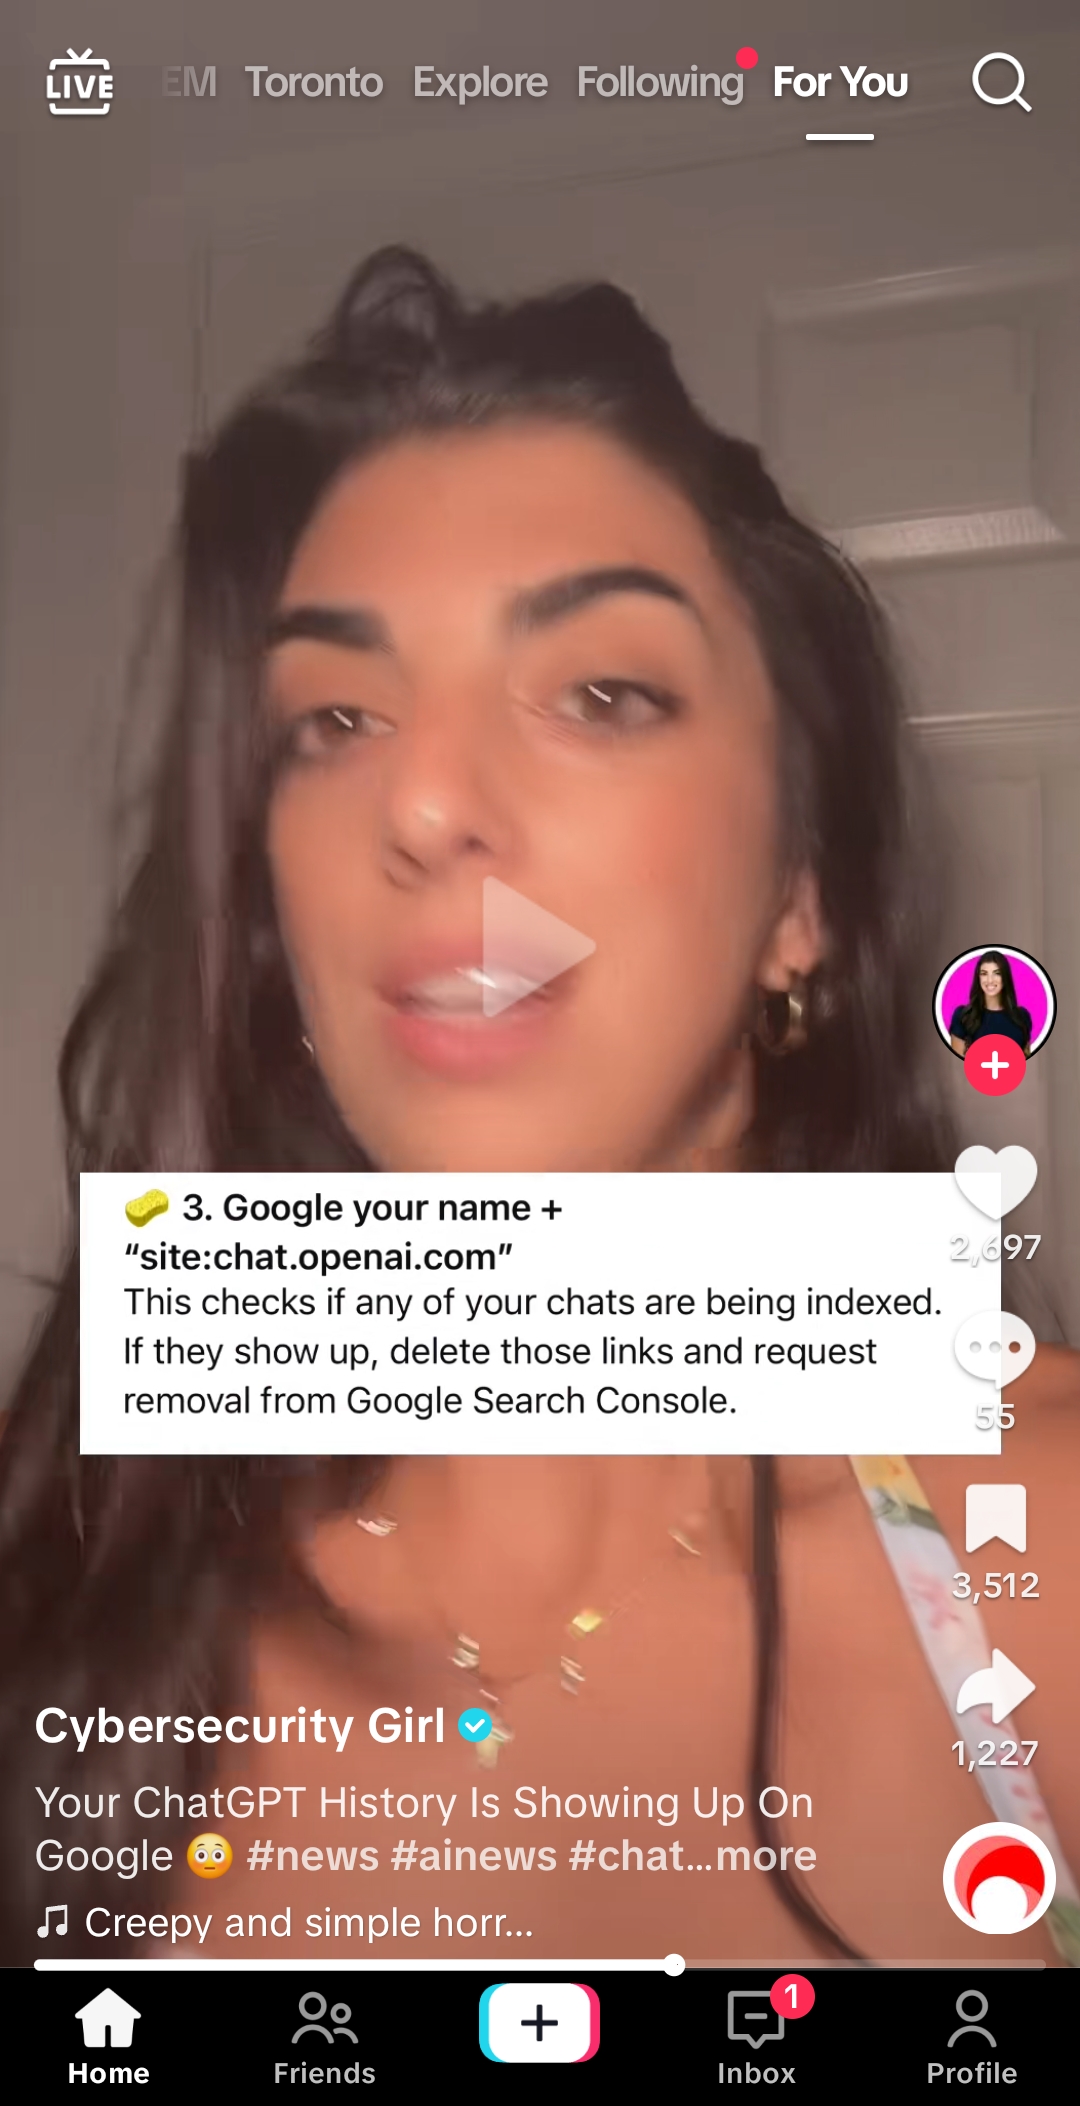 LIVE
EM Toronto Explore Following For You
3. Google your name +
“site:chat.openai.com”
This checks if any of your chats are being indexed.
If they show up, delete those links and request
removal from Google Search Console.
2,697
55
3,512
1,227
Cybersecurity Girl
Your ChatGPT History Is Showing Up On
Google 😳 #news #ainews #chat...more
Creepy and simple horr...
1
Home Friends Inbox Profile